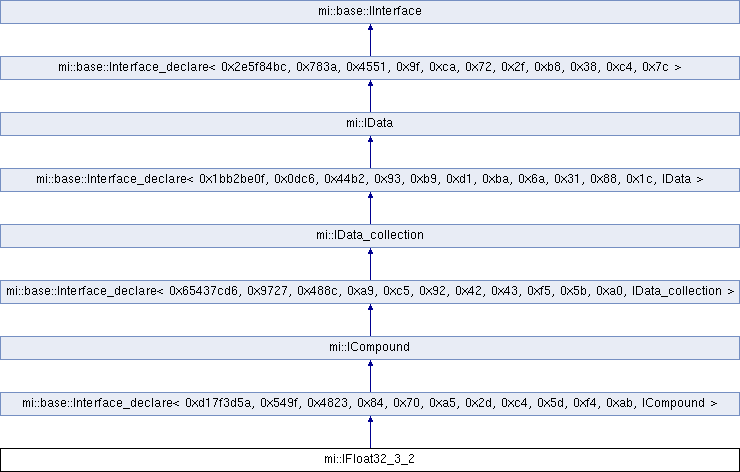 mi::base::IInterface
mi::base::Interface_declare< 0x2e5f84bc, 0x783a, 0x4551, 0x9f, 0xca, 0x72, 0x2f, 0xb8, 0x38, 0xc4, 0x7c >
mi::IData
mi::base::Interface_declare< 0x1bb2be0f, 0x0dc6, 0x44b2, 0x93, 0xb9, 0xd1, 0xba, 0x6a, 0x31, 0x88, 0x1c, IData >
mi::IData_collection
mi::base::Interface_declare< 0x65437cd6, 0x9727, 0x488c, 0xa9, 0xc5, 0x92, 0x42, 0x43, 0xf5, 0x5b, 0xa0, IData_collection >
mi::ICompound
mi::base::Interface_declare< 0xd17f3d5a, 0x549f, 0x4823, 0x84, 0x70, 0xa5, 0x2d, 0xc4, 0x5d, 0xf4, 0xab, ICompound >
mi::IFloat32_3_2